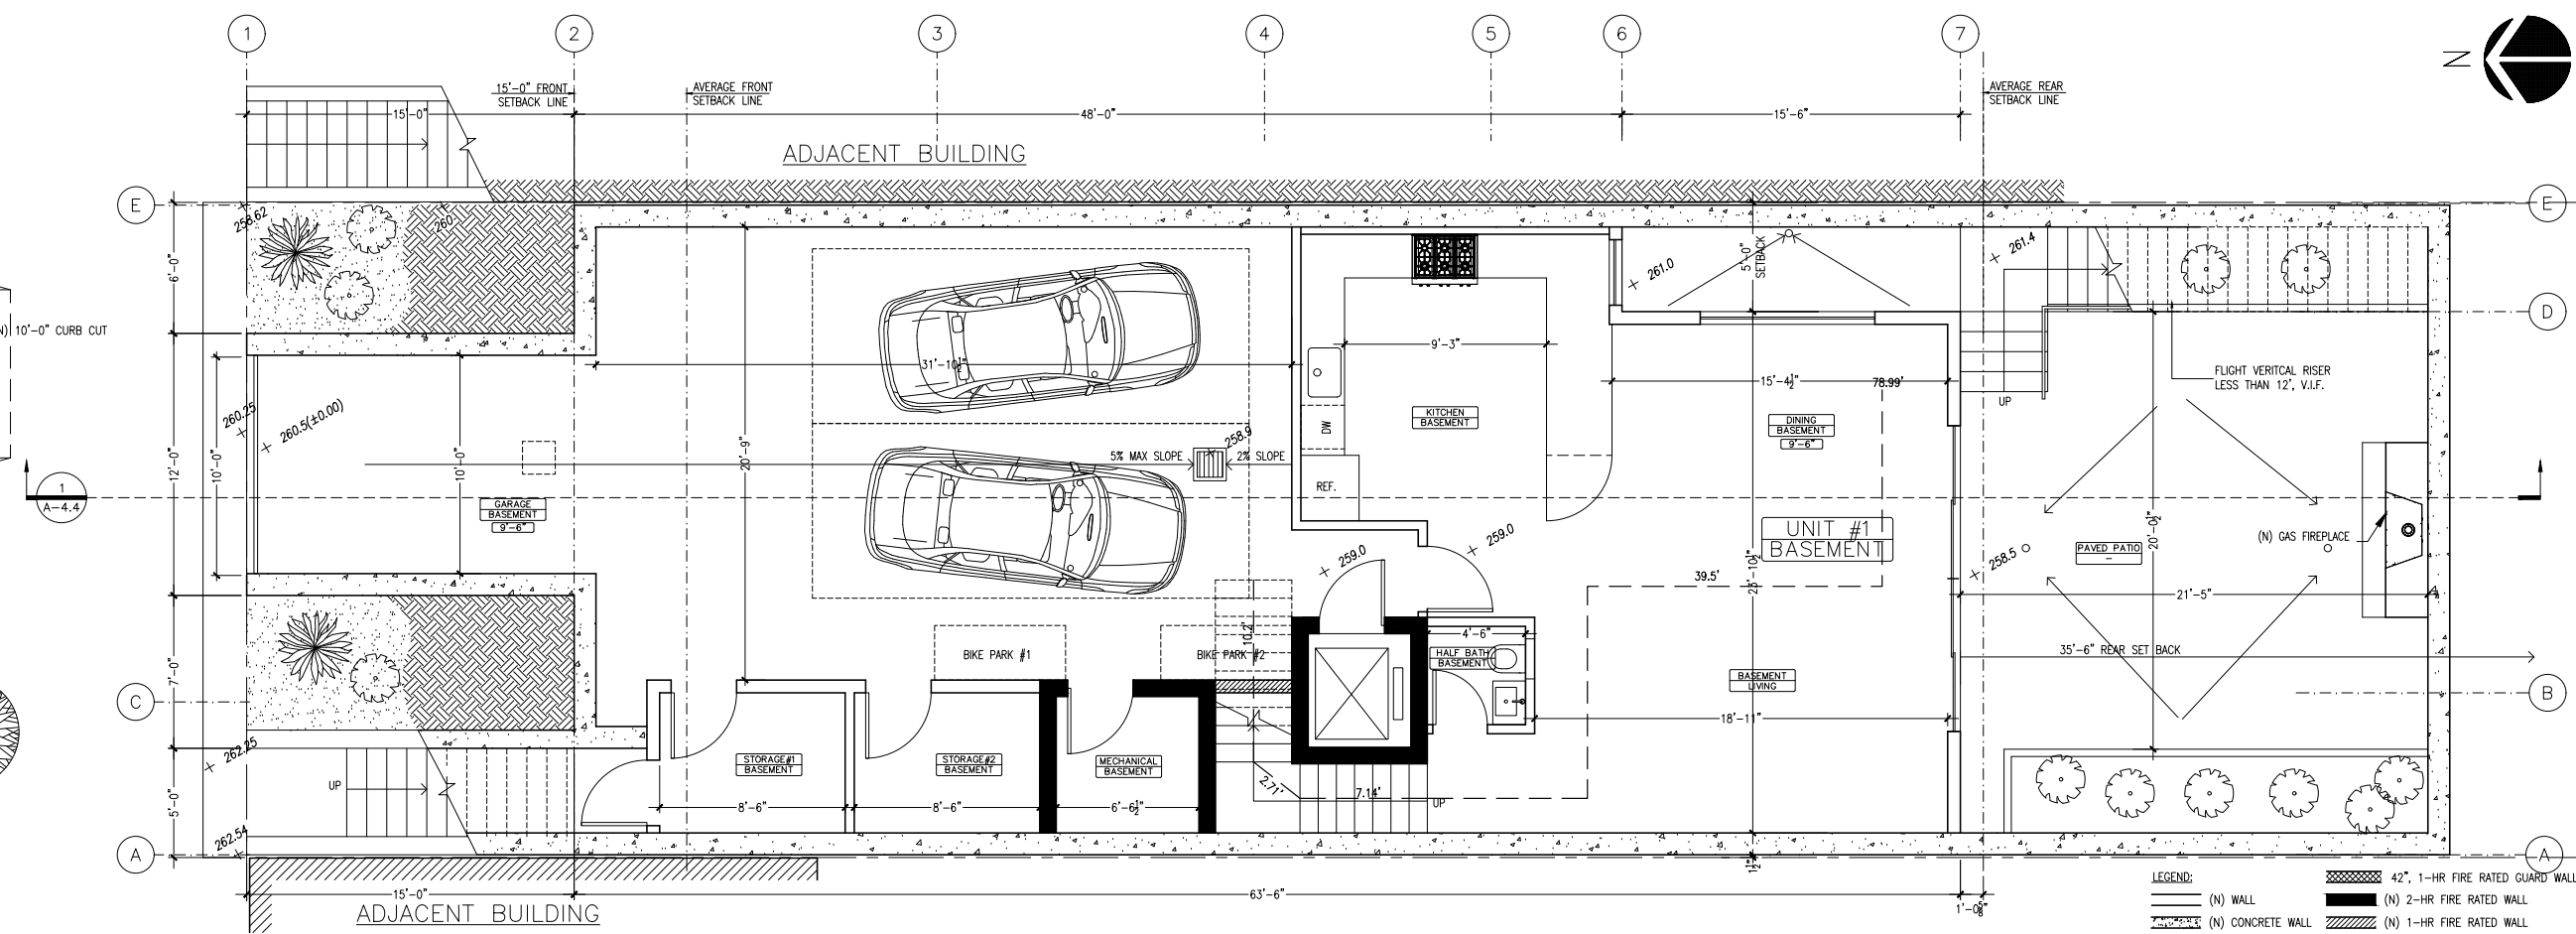 1
2
3
4
5
6
7
N
15'-0" FRONT
SETBACK LINE
AVERAGE FRONT
SETBACK LINE
AVERAGE REAR
SETBACK LINE
15'-0"
48'-0"
15'-6"
ADJACENT BUILDING
E
E
258.62
260.
6'-0"
5'-0"
SETBACK
261.0
261.4
D
10'-0" CURB CUT
FLIGHT VERITCAL RISER
LESS THAN 12', V.I.F.
UP
9'-3"
31'-10½"
15'-4½"
78.99'
260.25
260.5(±0.00)
KITCHEN
BASEMENT
DW
DINING
BASEMENT
9'-6"
12'-0"
10'-0"
10'-0"
20'-9"
5% MAX SLOPE
258.9
2% SLOPE
REF.
1
A-4.4
GARAGE
BASEMENT
9'-6"
UNIT #1
BASEMENT
259.0
259.0
258.5
PAVED PATIO
-
20'-0½"
(N) GAS FIREPLACE
39.5'
23'-10½"
21'-5"
7'-0"
BIKE PARK #1
BIKE PARK #2
10.2'
4'-6"
HALF BATH
BASEMENT
35'-6" REAR SET BACK
BASEMENT
LIVING
C
B
18'-11"
262.25
STORAGE#1
BASEMENT
STORAGE#2
BASEMENT
MECHANICAL
BASEMENT
UP
2.71'
7.14'
UP
5'-0"
8'-6"
8'-6"
6'-6½"
262.54
A
A
1½"
15'-0"
63'-6"
1'-0⅝"
ADJACENT BUILDING
LEGEND:
42", 1-HR FIRE RATED GUARD WALL
(N) WALL
(N) 2-HR FIRE RATED WALL
(N) CONCRETE WALL
(N) 1-HR FIRE RATED WALL